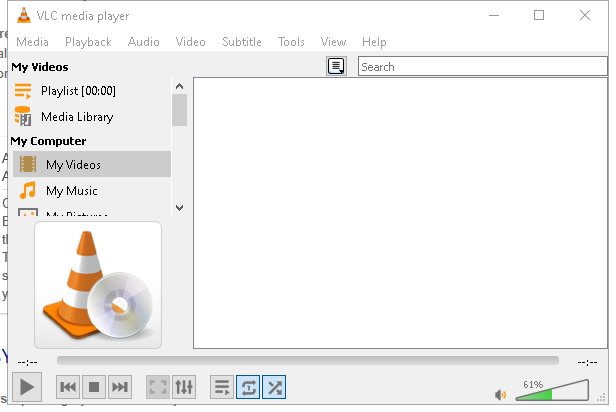 VLC media player
Media Playback Audio Video Subtitle Tools View Help
My Videos
Search
Playlist [00:00]
Media Library
My Computer
My Videos
My Music
My Pictures
--:-- --:--
61%